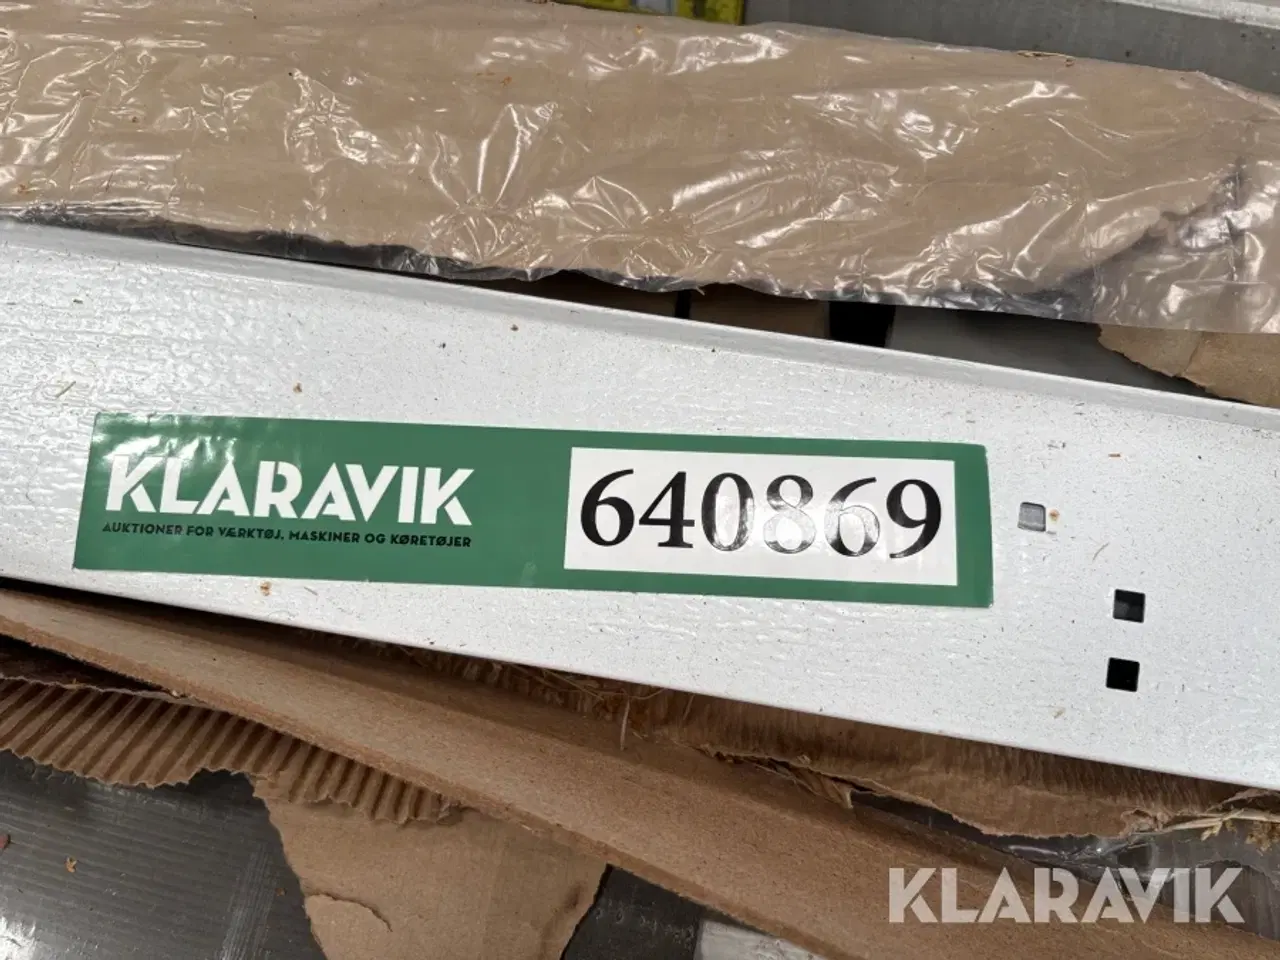 KLARAVIK
AUKTIONER FOR VÆRKTØJ, MASKINER OG KØRETØJER
640869
KLARAVIK